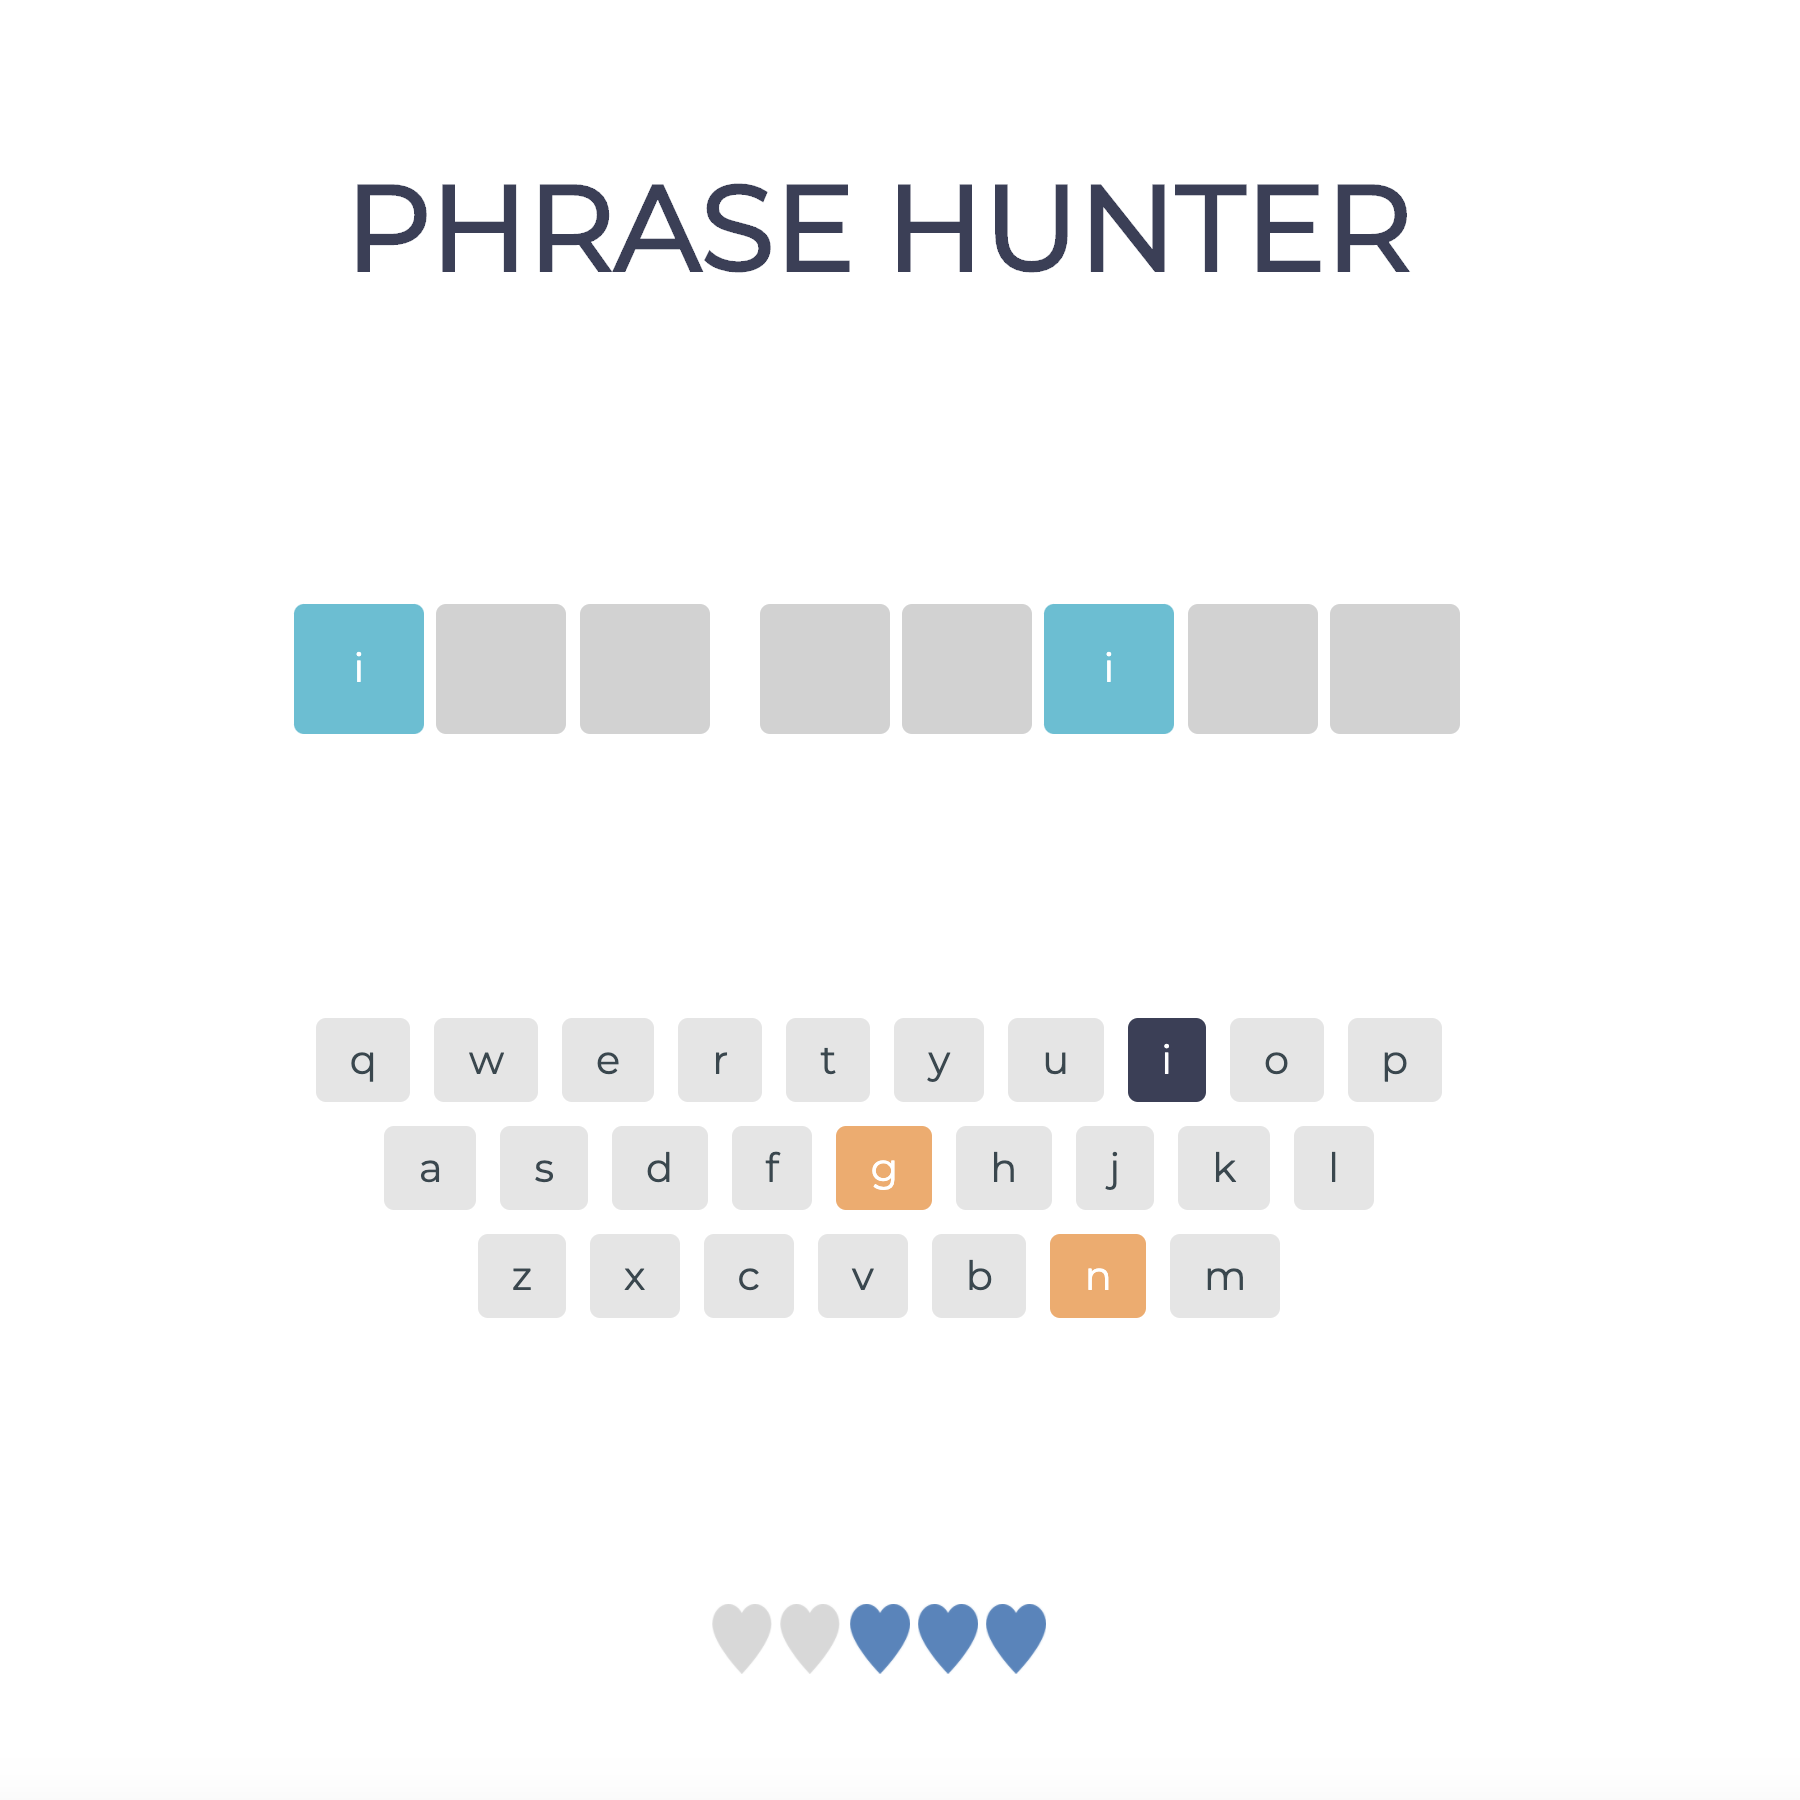 PHRASE HUNTER
i i
q w e r t y u i o p
a s d f g h j k l
z x c v b n m